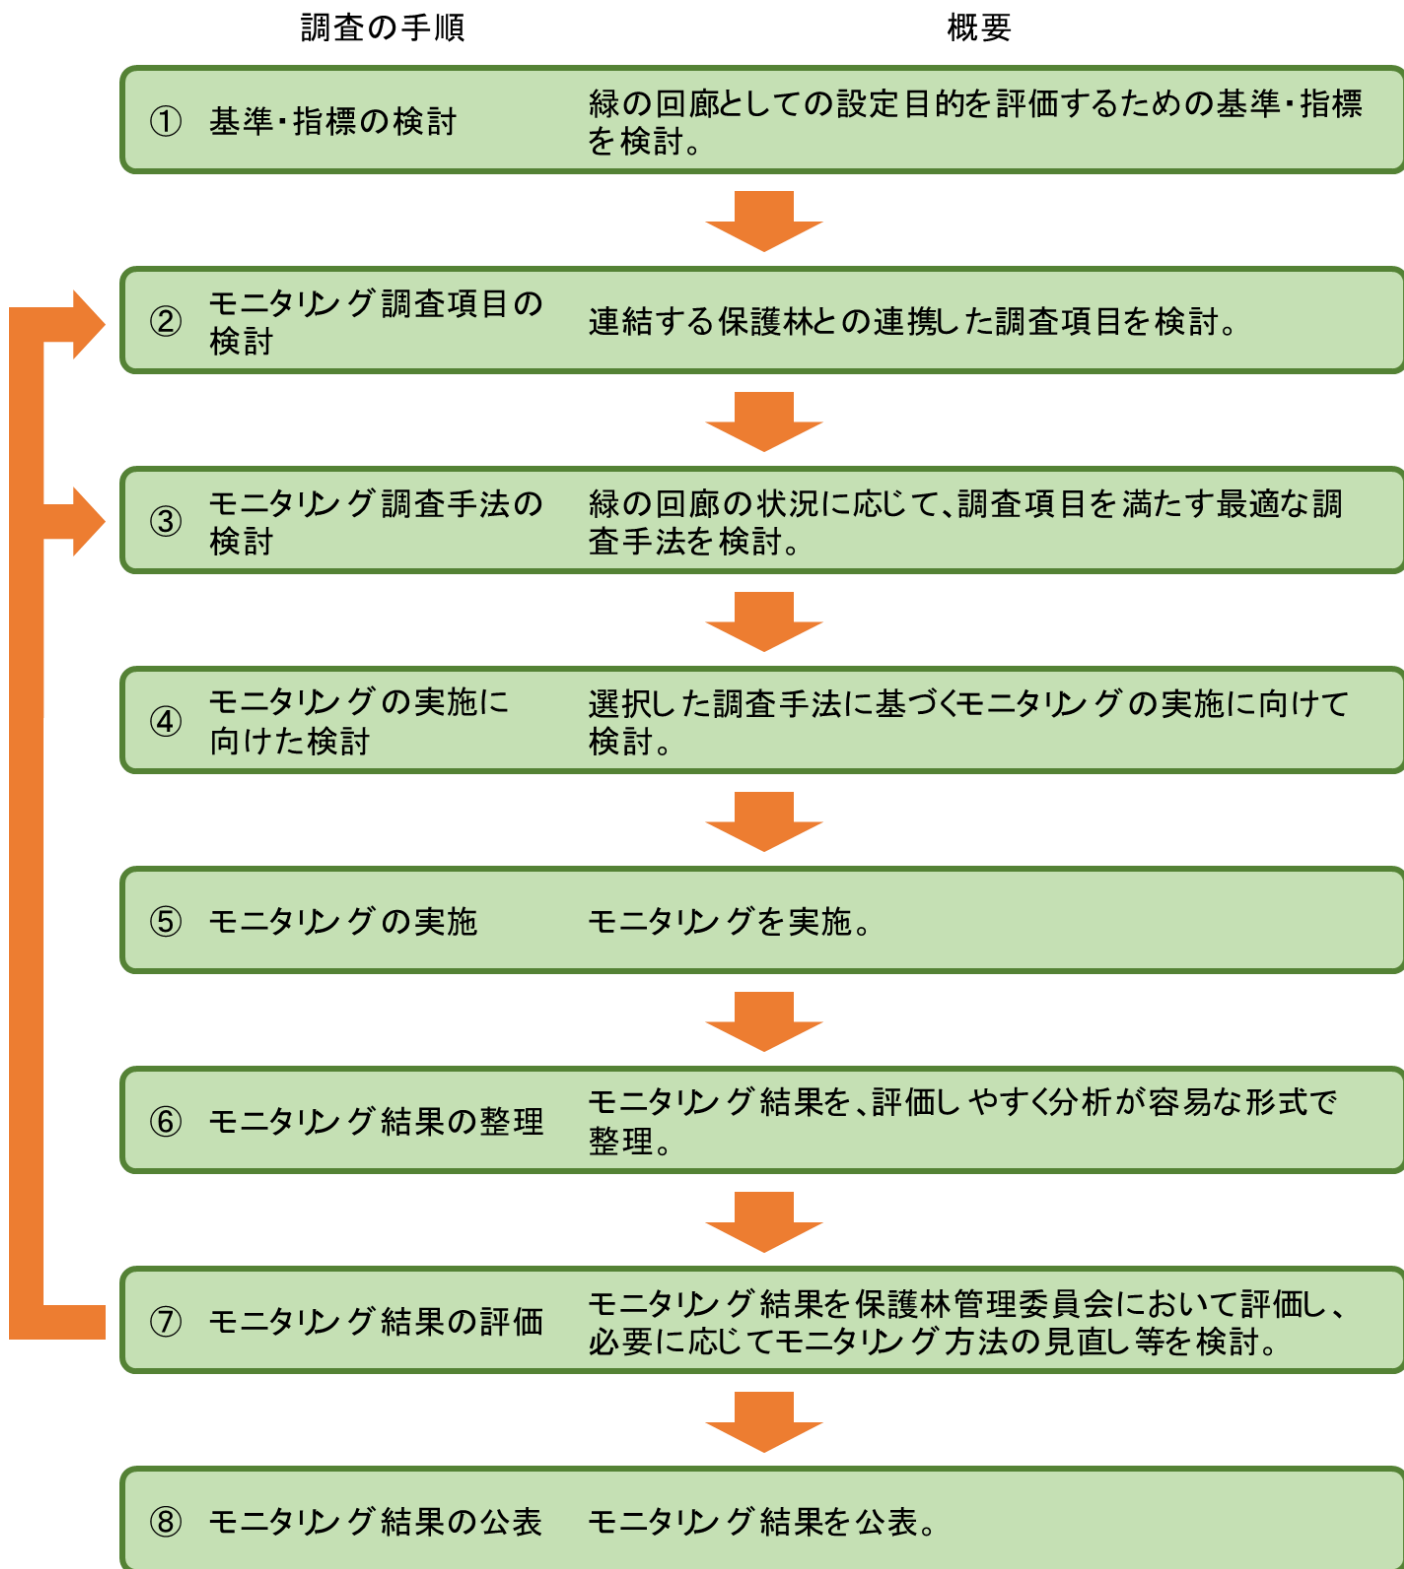 調査の手順
概要
① 基準・指標の検討
緑の回廊としての設定目的を評価するための基準・指標
を検討。
② モニタリング調査項目の
検討
連結する保護林との連携した調査項目を検討。
③ モニタリング調査手法の
検討
緑の回廊の状況に応じて、調査項目を満たす最適な調
査手法を検討。
④ モニタリングの実施に
向けた検討
選択した調査手法に基づくモニタリングの実施に向けて
検討。
⑤ モニタリングの実施
モニタリングを実施。
⑥ モニタリング結果の整理
モニタリング結果を、評価しやすく分析が容易な形式で
整理。
⑦ モニタリング結果の評価
モニタリング結果を保護林管理委員会において評価し、
必要に応じてモニタリング方法の見直し等を検討。
⑧ モニタリング結果の公表
モニタリング結果を公表。